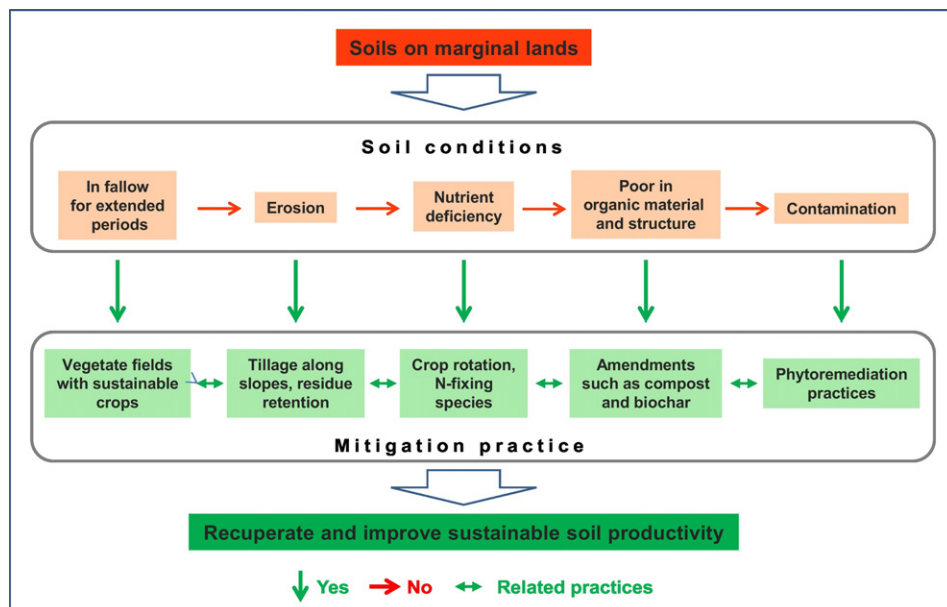 Soils on marginal lands
Soil conditions
In fallow
for extended
periods
Erosion
Nutrient
deficiency
Poor in
organic material
and structure
Contamination
Vegetate fields
with sustainable
crops
Tillage along
slopes, residue
retention
Crop rotation,
N-fixing
species
Amendments
such as compost
and biochar
Phytoremediation
practices
Mitigation practice
Recuperate and improve sustainable soil productivity
Yes No Related practices